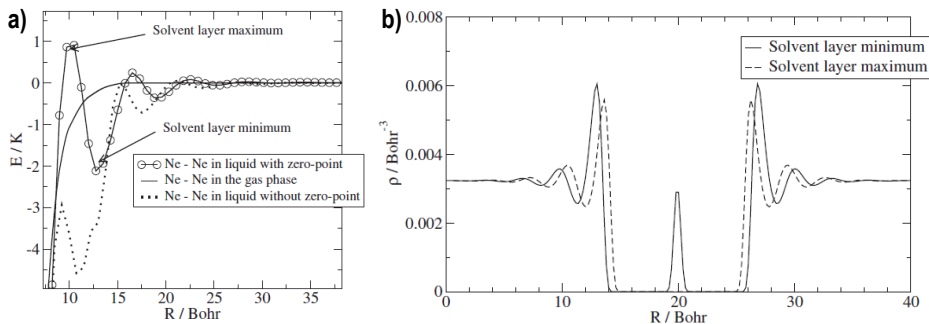 a)
E / K
1
0
-1
-2
-3
-4
Solvent layer maximum
Solvent layer minimum
Ne - Ne in liquid with zero-point
Ne - Ne in the gas phase
Ne - Ne in liquid without zero-point
10 15 20 25 30 35
R / Bohr
b)
ρ / Bohr⁻³
0.008
0.006
0.004
0.002
0
Solvent layer minimum
Solvent layer maximum
0 10 20 30 40
R / Bohr